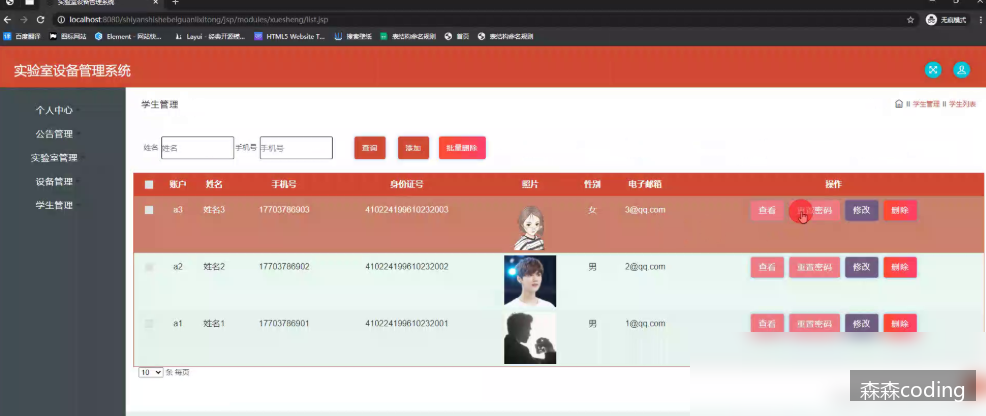 实验室设备管理系统
localhost:8080/shiyanshishebeiguanlixitong/jsp/modules/xuesheng/list.jsp
无痕模式
百度翻译 图标网站 Element - 网站快... Layui - 经典开源模... HTML5 Website T... 搜索壁纸 表结构命名规则 首页 表结构命名规则
实验室设备管理系统
个人中心
公告管理
实验室管理
设备管理
学生管理
学生管理
学生管理 学生列表
姓名 姓名 手机号 手机号 查询 添加 批量删除
账户 姓名 手机号 身份证号 照片 性别 电子邮箱 操作
a3 姓名3 17703786903 410224199610232003 女 3@qq.com 查看 重置密码 修改 删除
a2 姓名2 17703786902 410224199610232002 男 2@qq.com 查看 重置密码 修改 删除
a1 姓名1 17703786901 410224199610232001 男 1@qq.com 查看 重置密码 修改 删除
10 条 每页
森森coding